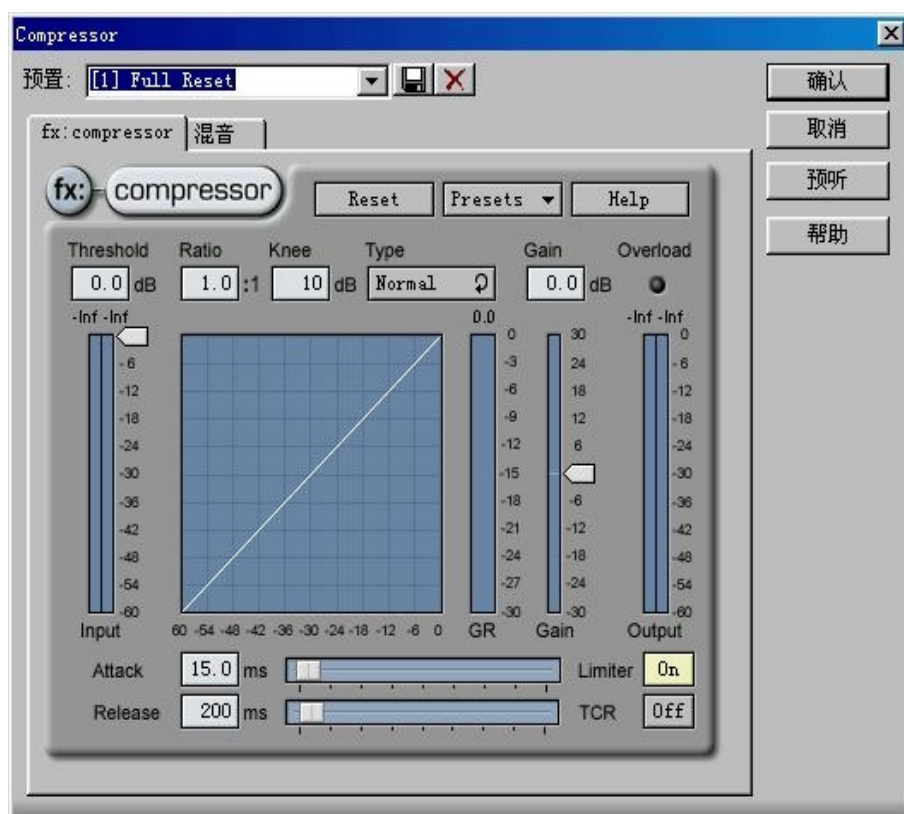 Compressor
预置: [1] Full Reset
确认
取消
预听
帮助
fx:compressor 混音
fx: compressor
Reset Presets Help
Threshold Ratio Knee Type Gain Overload
0.0 dB 1.0 :1 10 dB Normal 0.0 dB
-Inf -Inf 0.0 -Inf -Inf
0 30 0
-6 -3 24 -6
-12 -6 18 -12
-18 -9 12 -18
-24 -12 6 -24
-30 -15 -30
-36 -18 -6 -36
-42 -21 -12 -42
-48 -24 -18 -48
-54 -27 -24 -54
-60 -30 -30 -60
Input 60 -54 -48 -42 -36 -30 -24 -18 -12 -6 0 GR Gain Output
Attack 15.0 ms Limiter On
Release 200 ms TCR Off